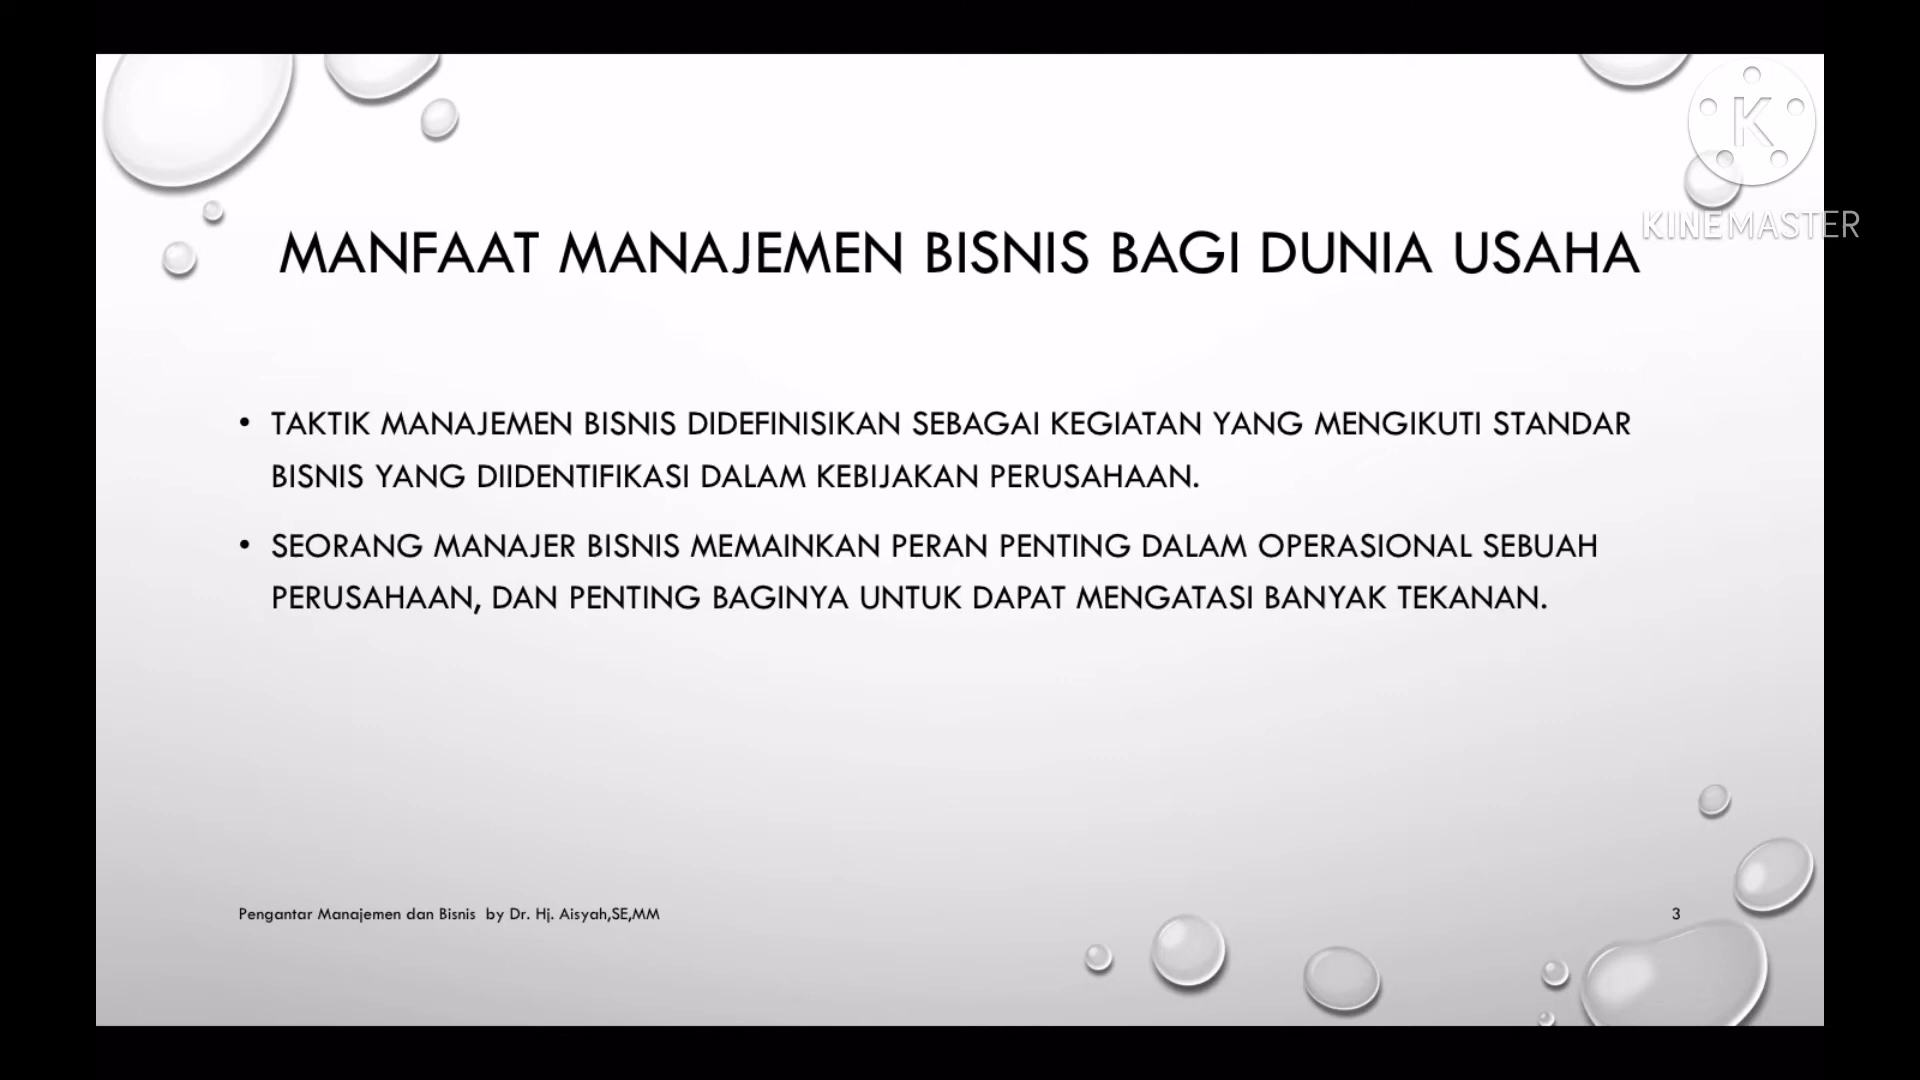 K
KINEMASTER
MANFAAT MANAJEMEN BISNIS BAGI DUNIA USAHA
• TAKTIK MANAJEMEN BISNIS DIDEFINISIKAN SEBAGAI KEGIATAN YANG MENGIKUTI STANDAR
BISNIS YANG DIIDENTIFIKASI DALAM KEBIJAKAN PERUSAHAAN.
• SEORANG MANAJER BISNIS MEMAINKAN PERAN PENTING DALAM OPERASIONAL SEBUAH
PERUSAHAAN, DAN PENTING BAGINYA UNTUK DAPAT MENGATASI BANYAK TEKANAN.
Pengantar Manajemen dan Bisnis by Dr. Hj. Aisyah,SE,MM
3